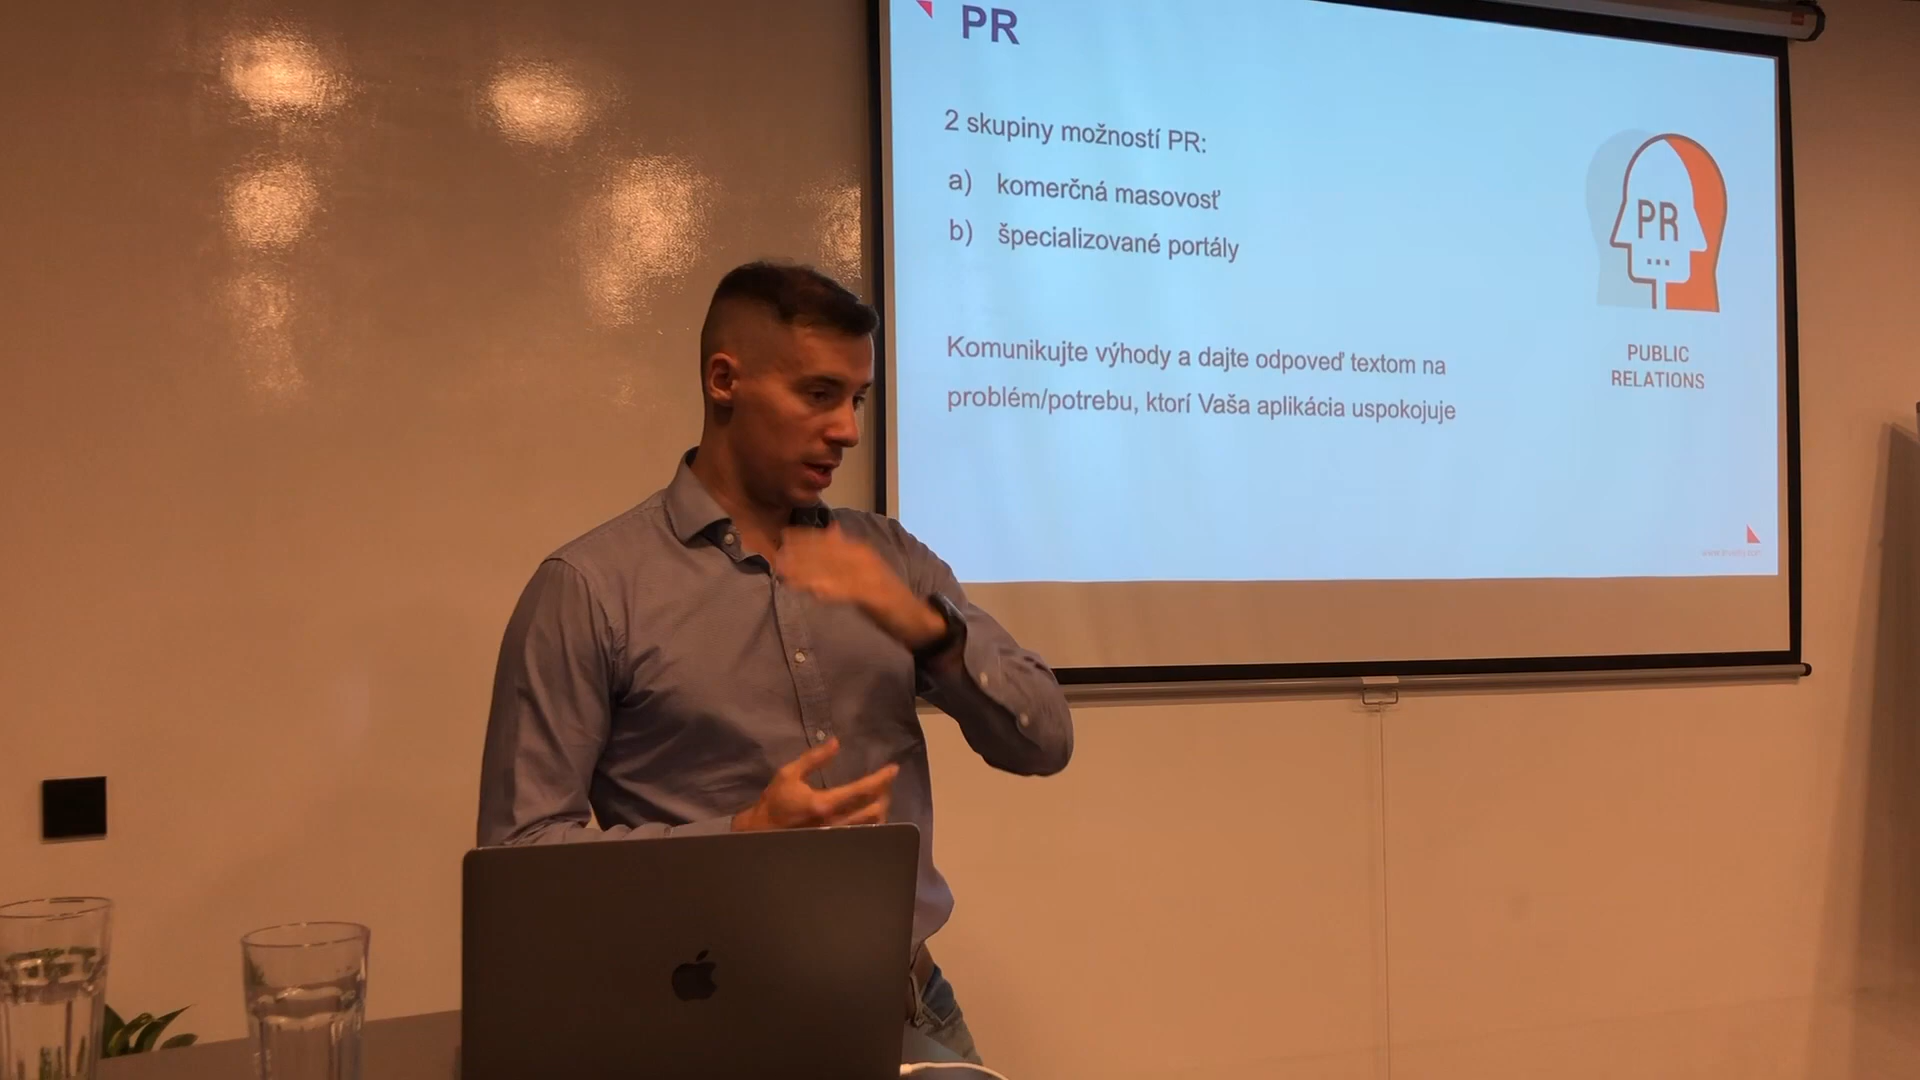 PR
2 skupiny možností PR:
a) komerčná masovosť
b) špecializované portály
Komunikujte výhody a dajte odpoveď textom na
problém/potrebu, ktorí Vaša aplikácia uspokojuje
PR
...
PUBLIC
RELATIONS